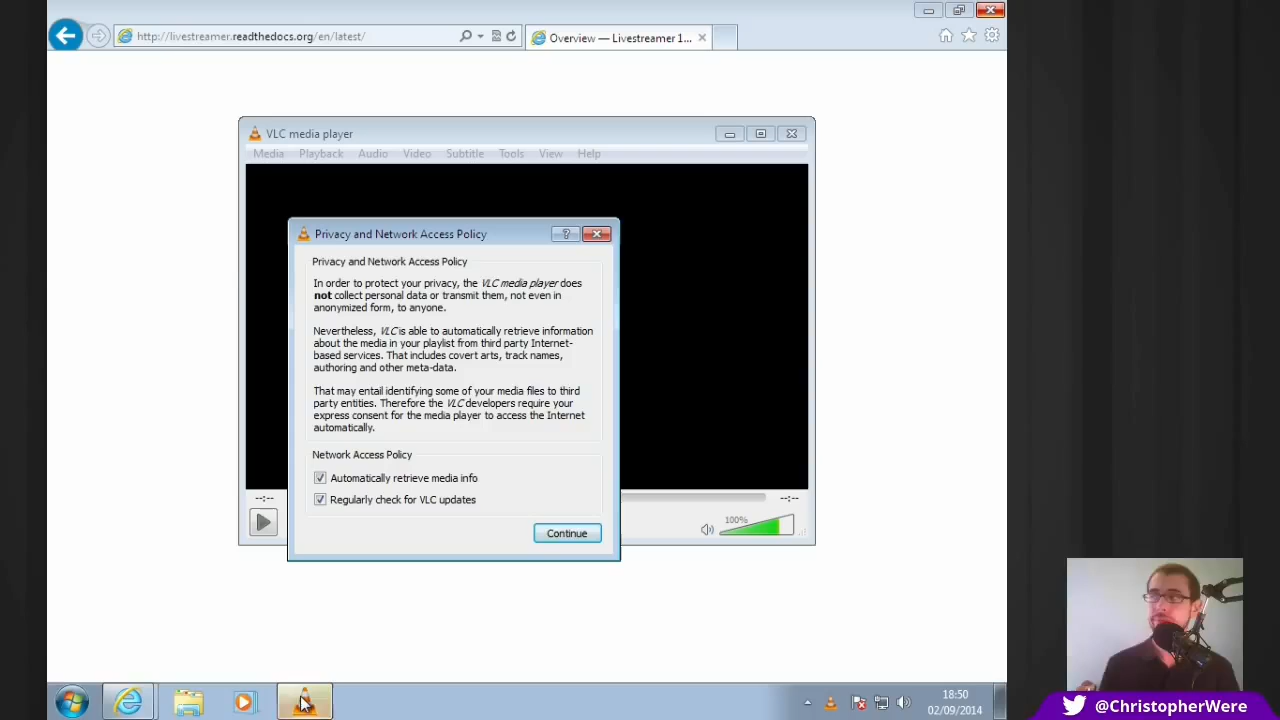 http://livestreamer.readthedocs.org/en/latest/
Overview — Livestreamer 1...
VLC media player
Media Playback Audio Video Subtitle Tools View Help
Privacy and Network Access Policy
Privacy and Network Access Policy
In order to protect your privacy, the VLC media player does
not collect personal data or transmit them, not even in
anonymized form, to anyone.
Nevertheless, VLC is able to automatically retrieve information
about the media in your playlist from third party Internet-
based services. That includes covert arts, track names,
authoring and other meta-data.
That may entail identifying some of your media files to third
party entities. Therefore the VLC developers require your
express consent for the media player to access the Internet
automatically.
Network Access Policy
Automatically retrieve media info
Regularly check for VLC updates
Continue
--:--
--:--
100%
18:50
02/09/2014
@ChristopherWere